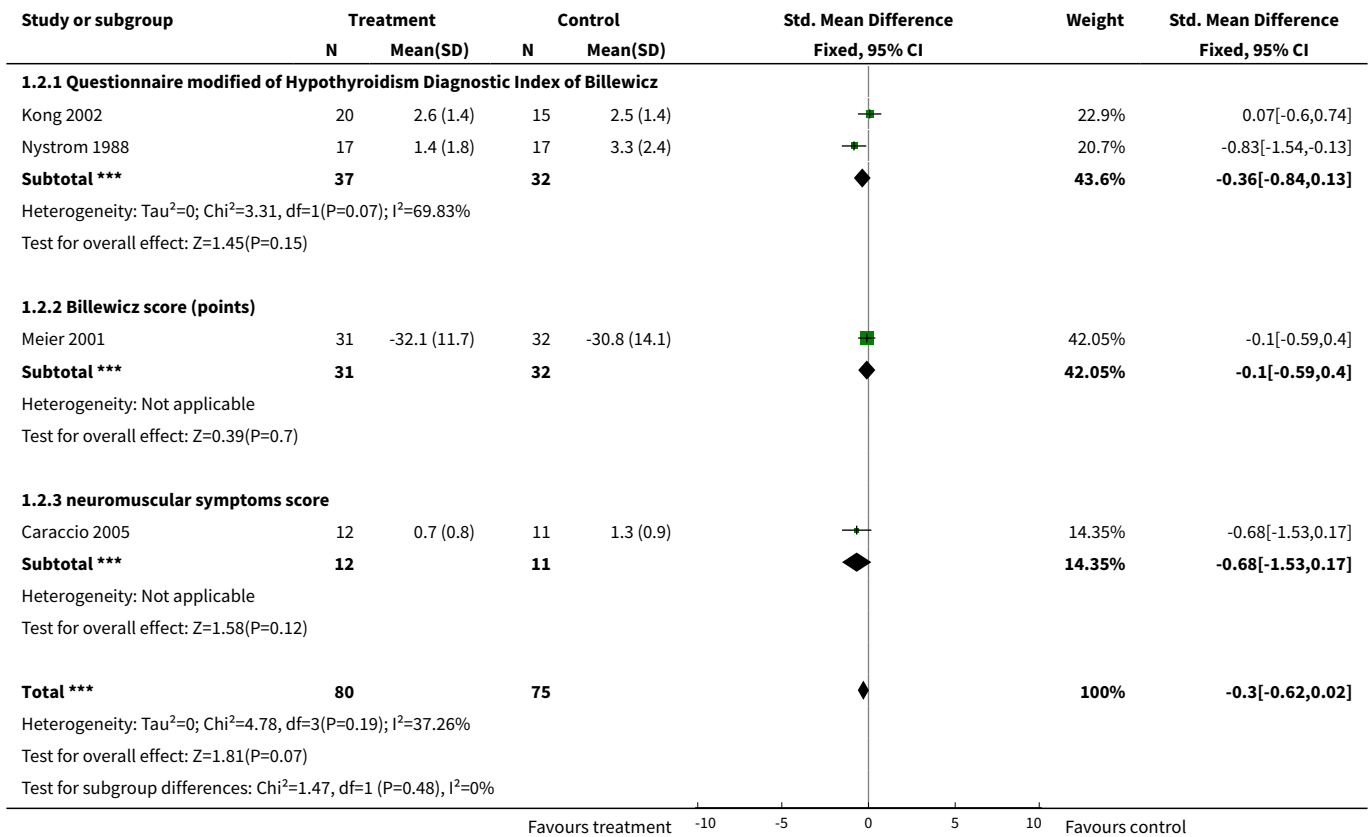 Study or subgroup Treatment Control Std. Mean Difference Weight Std. Mean Difference
N Mean(SD) N Mean(SD) Fixed, 95% CI Fixed, 95% CI
1.2.1 Questionnaire modified of Hypothyroidism Diagnostic Index of Billewicz
Kong 2002 20 2.6 (1.4) 15 2.5 (1.4) 22.9% 0.07[-0.6,0.74]
Nystrom 1988 17 1.4 (1.8) 17 3.3 (2.4) 20.7% -0.83[-1.54,-0.13]
Subtotal *** 37 32 43.6% -0.36[-0.84,0.13]
Heterogeneity: Tau²=0; Chi²=3.31, df=1(P=0.07); I²=69.83%
Test for overall effect: Z=1.45(P=0.15)
1.2.2 Billewicz score (points)
Meier 2001 31 -32.1 (11.7) 32 -30.8 (14.1) 42.05% -0.1[-0.59,0.4]
Subtotal *** 31 32 42.05% -0.1[-0.59,0.4]
Heterogeneity: Not applicable
Test for overall effect: Z=0.39(P=0.7)
1.2.3 neuromuscular symptoms score
Caraccio 2005 12 0.7 (0.8) 11 1.3 (0.9) 14.35% -0.68[-1.53,0.17]
Subtotal *** 12 11 14.35% -0.68[-1.53,0.17]
Heterogeneity: Not applicable
Test for overall effect: Z=1.58(P=0.12)
Total *** 80 75 100% -0.3[-0.62,0.02]
Heterogeneity: Tau²=0; Chi²=4.78, df=3(P=0.19); I²=37.26%
Test for overall effect: Z=1.81(P=0.07)
Test for subgroup differences: Chi²=1.47, df=1 (P=0.48), I²=0%
Favours treatment -10 -5 0 5 10 Favours control